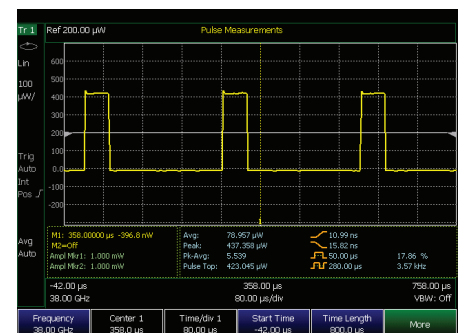 Tr 1 Ref 200.00 µW Pulse Measurements
Lin
100
µW/
600
500
400
300
200
100
0.0
-100
-200
Trig
Auto
Int
Pos
Avg
Auto
1
M1: 358.00000 µs -396.8 nW
M2=Off
Ampl Mkr1: 1.000 mW
Ampl Mkr2: 1.000 mW
Avg: 78.957 µW 10.99 ns
Peak: 437.358 µW 15.82 ns
Pk-Avg: 5.539 50.00 µs 17.86 %
Pulse Top: 423.045 µW 280.00 µs 3.57 kHz
-42.00 µs 358.00 µs 758.00 µs
38.00 GHz 80.00 µs/div VBW: Off
Frequency Center 1 Time/div 1 Start Time Time Length More
38.00 GHz 358.0 µs 80.00 µs -42.00 µs 800.0 µs